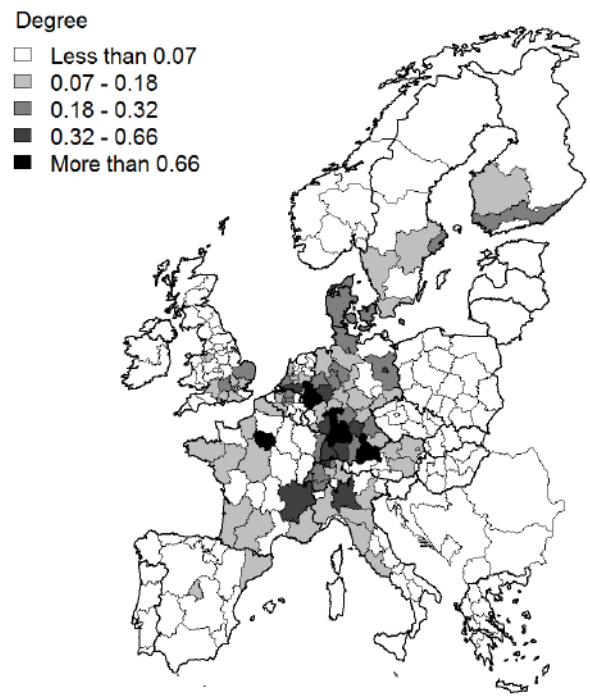 Degree
Less than 0.07
0.07 - 0.18
0.18 - 0.32
0.32 - 0.66
More than 0.66